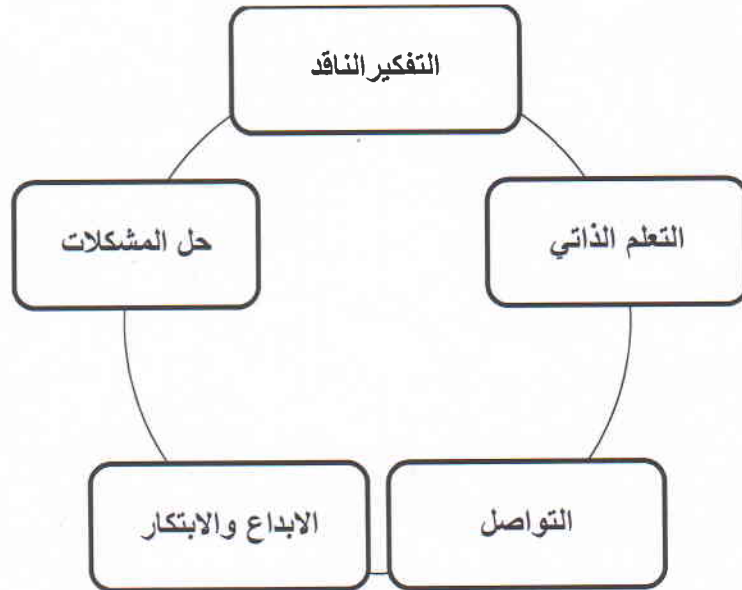 التفكير الناقد
التعلم الذاتي
حل المشكلات
التواصل
الابداع والابتكار